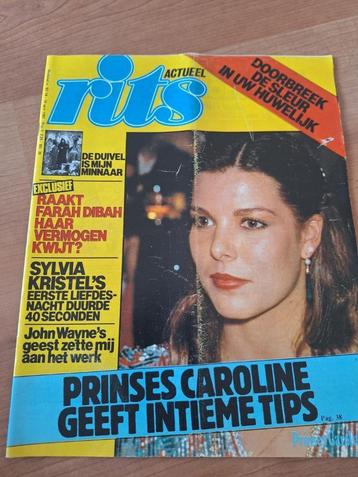 ACTUEEL
rits
DOORBREEK
DE SLEUR
IN UW HUWELIJK
DE DUIVEL
IS MIJN
MINNAAR
EXCLUSIEF
RAAKT
FARAH DIBAH
HAAR
VERMOGEN
KWIJT?
SYLVIA
KRISTEL'S
EERSTE LIEFDES-
NACHT DUURDE
40 SECONDEN
John Wayne's
geest zette mij
aan het werk
PRINSES CAROLINE
GEEFT INTIEME TIPS
Pag. 38